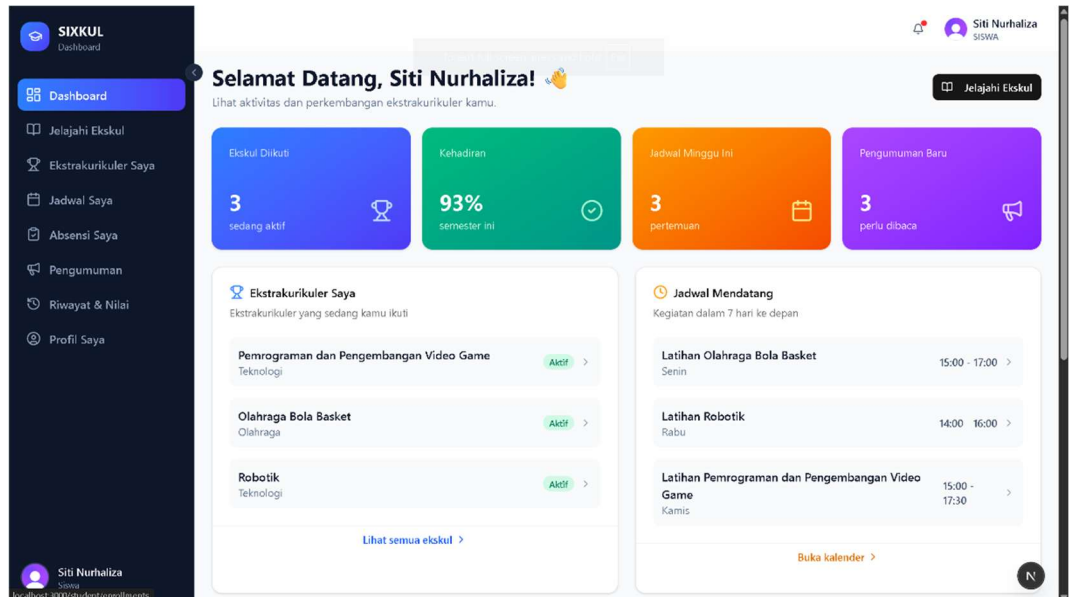 SIXKUL
Dashboard
Dashboard
Jelajahi Ekskul
Ekstrakurikuler Saya
Jadwal Saya
Absensi Saya
Pengumuman
Riwayat & Nilai
Profil Saya
Siti Nurhaliza
Siswa
localhost:3000/student/enrollments
Siti Nurhaliza
SISWA
Selamat Datang, Siti Nurhaliza! 👋
Lihat aktivitas dan perkembangan ekstrakurikuler kamu.
Jelajahi Ekskul
Ekskul Diikuti
3
sedang aktif
Kehadiran
93%
semester ini
Jadwal Minggu Ini
3
pertemuan
Pengumuman Baru
3
perlu dibaca
Ekstrakurikuler Saya
Ekstrakurikuler yang sedang kamu ikuti
Pemrograman dan Pengembangan Video Game
Teknologi
Aktif
Olahraga Bola Basket
Olahraga
Aktif
Robotik
Teknologi
Aktif
Lihat semua ekskul
Jadwal Mendatang
Kegiatan dalam 7 hari ke depan
Latihan Olahraga Bola Basket
Senin
15:00 - 17:00
Latihan Robotik
Rabu
14:00 16:00
Latihan Pemrograman dan Pengembangan Video
Game
Kamis
15:00 -
17:30
Buka kalender
N